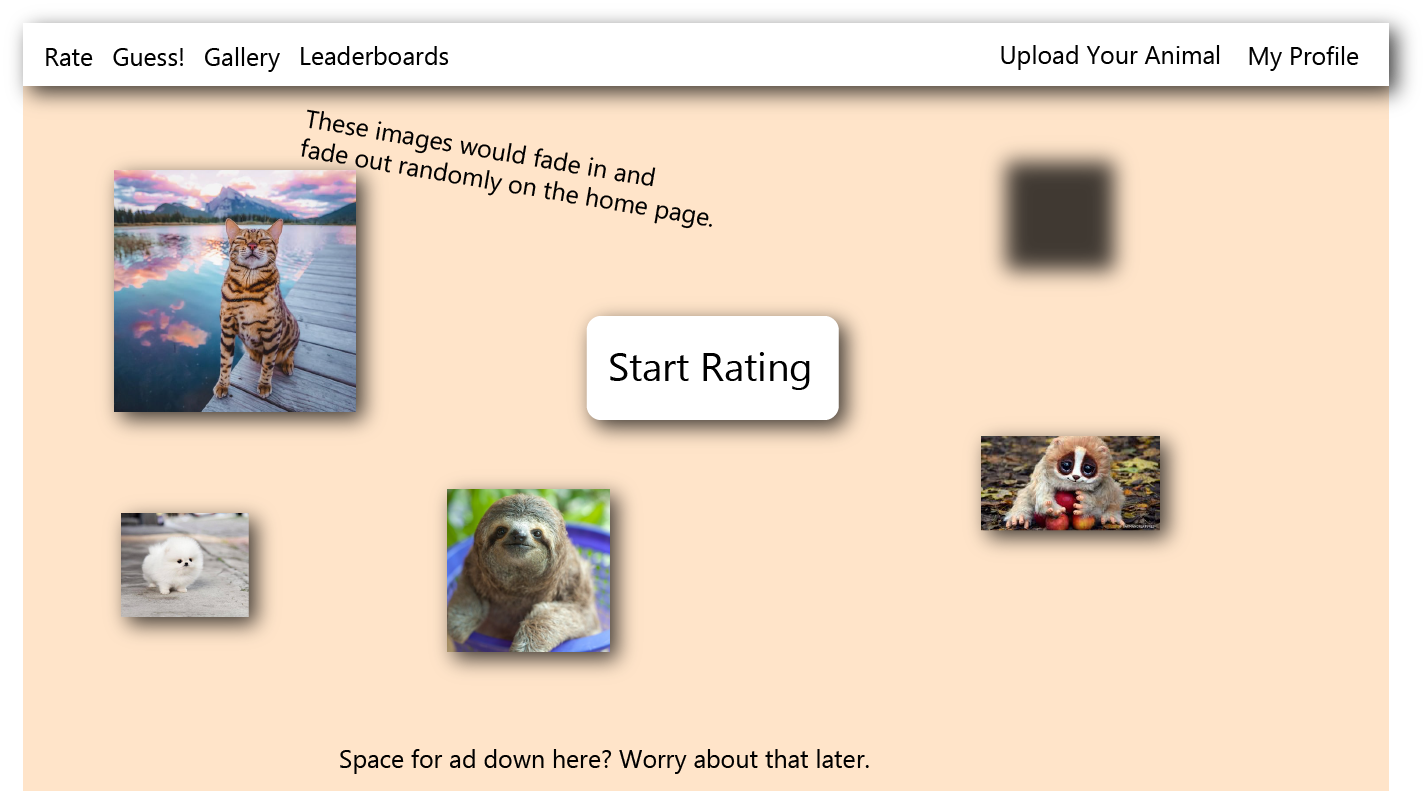 Rate Guess! Gallery Leaderboards Upload Your Animal My Profile
These images would fade in and
fade out randomly on the home page.
Start Rating
Space for ad down here? Worry about that later.